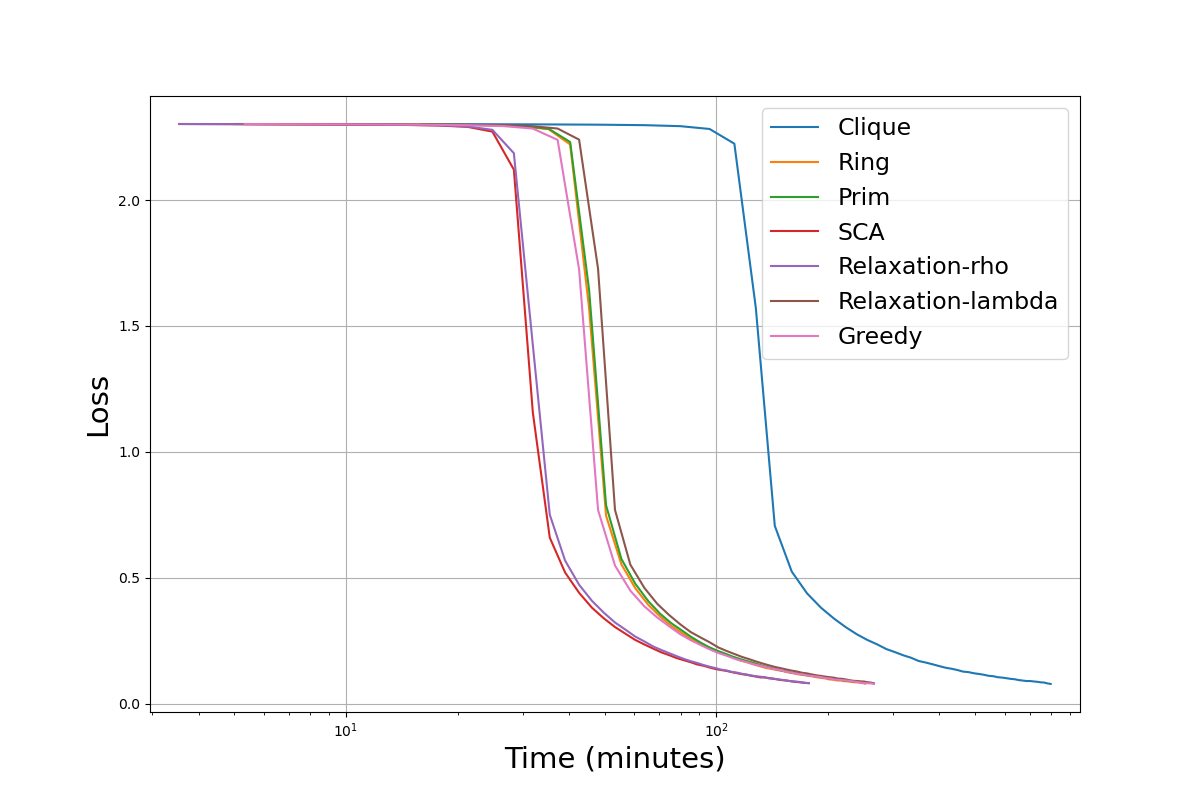 Clique
Ring
Prim
SCA
Relaxation-rho
Relaxation-lambda
Greedy
2.0
1.5
1.0
0.5
0.0
Loss
10¹
10²
Time (minutes)